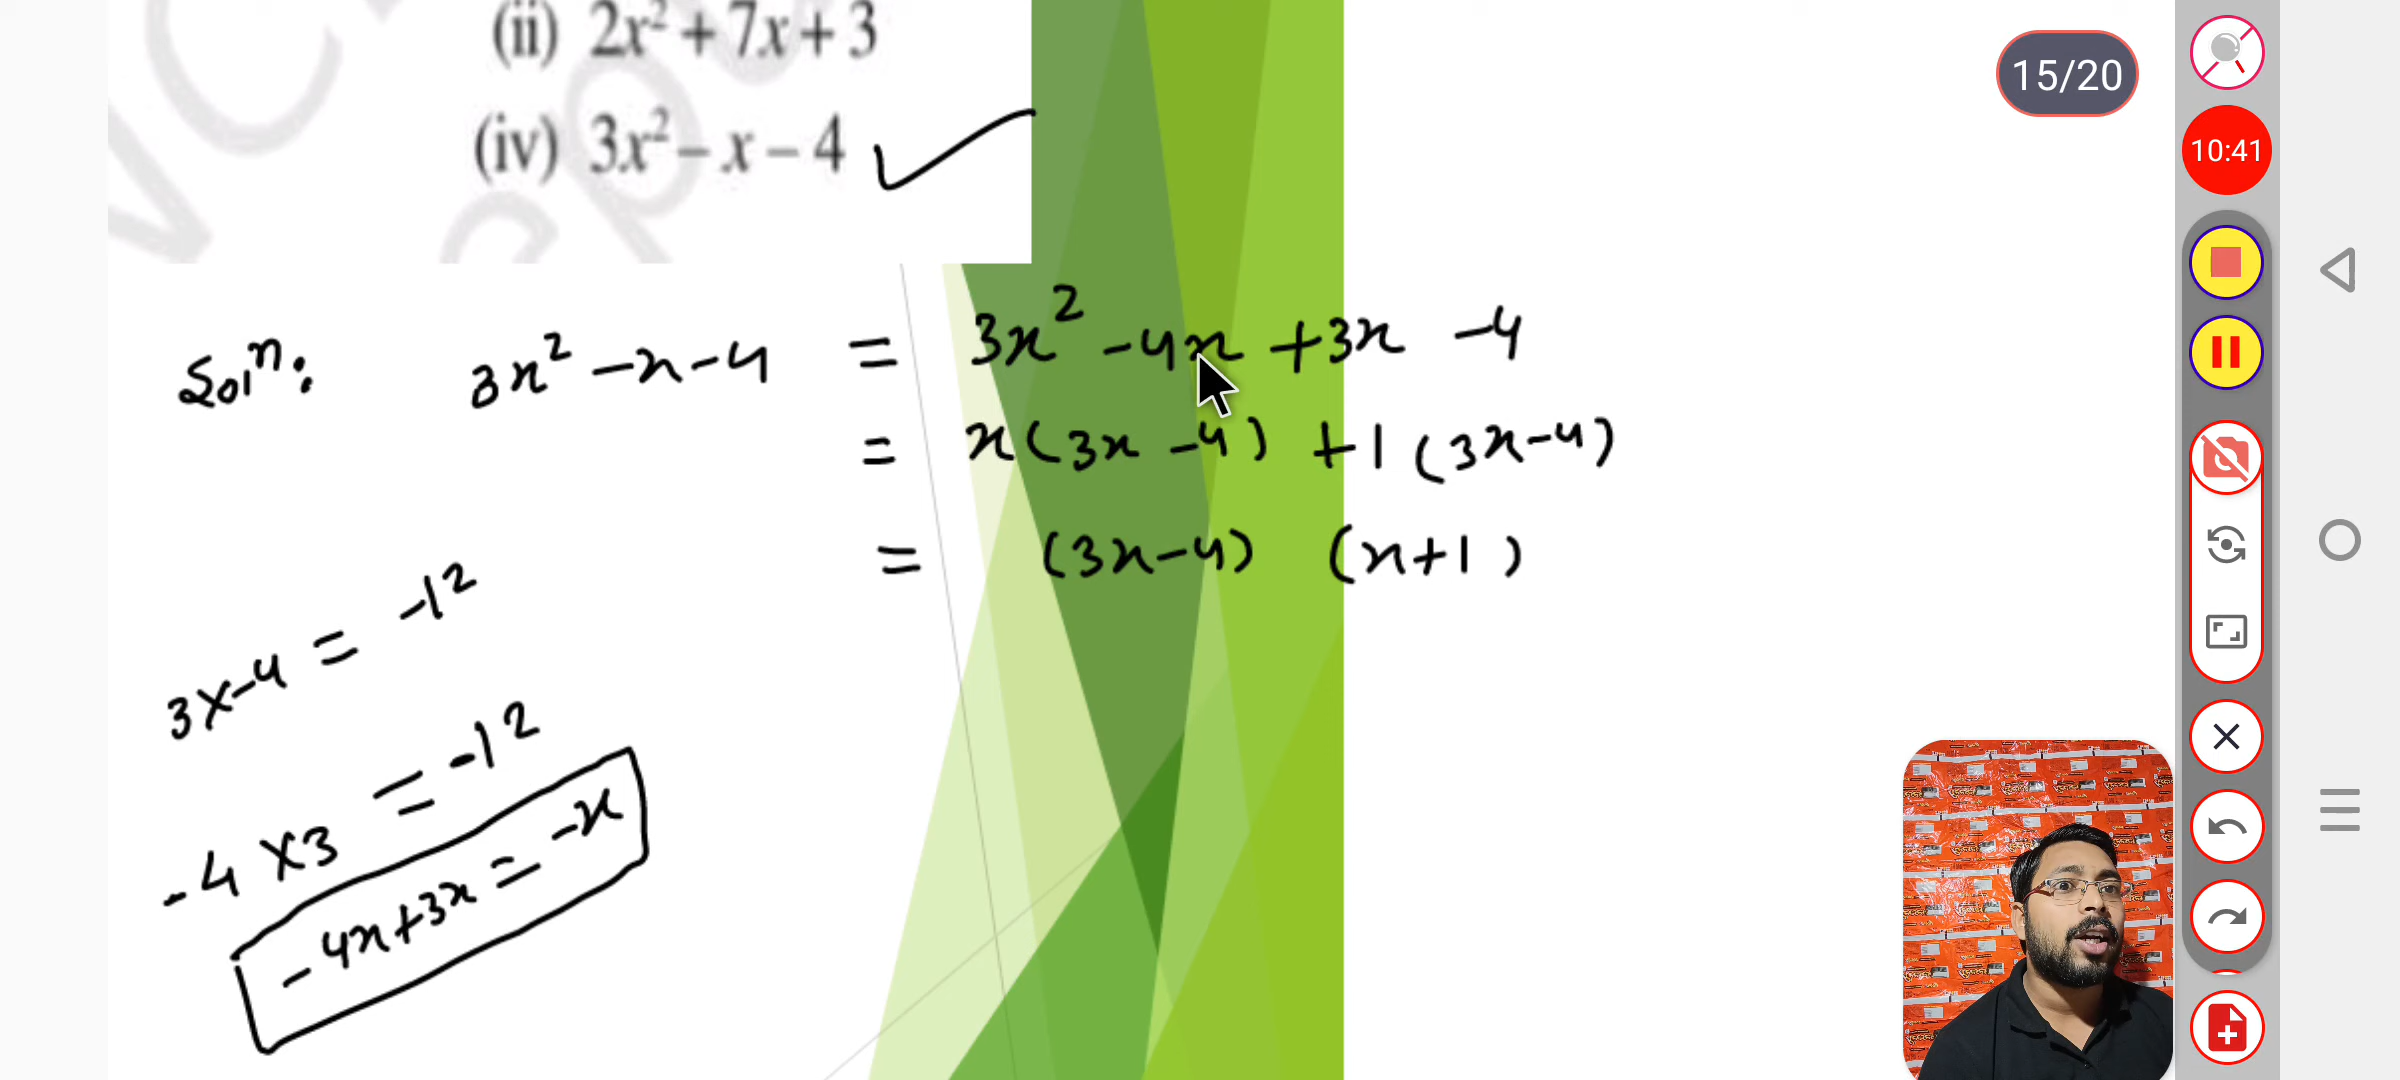 (ii) 2x² + 7x + 3
(iv) 3x² – x – 4
15/20
10:41
Solⁿ: 3x² – x – 4 = 3x² – 4x + 3x – 4
= x(3x – 4) + 1(3x – 4)
= (3x – 4) (x + 1)
3x–4 = –12
–4 x 3 = –12
–4x + 3x = –x